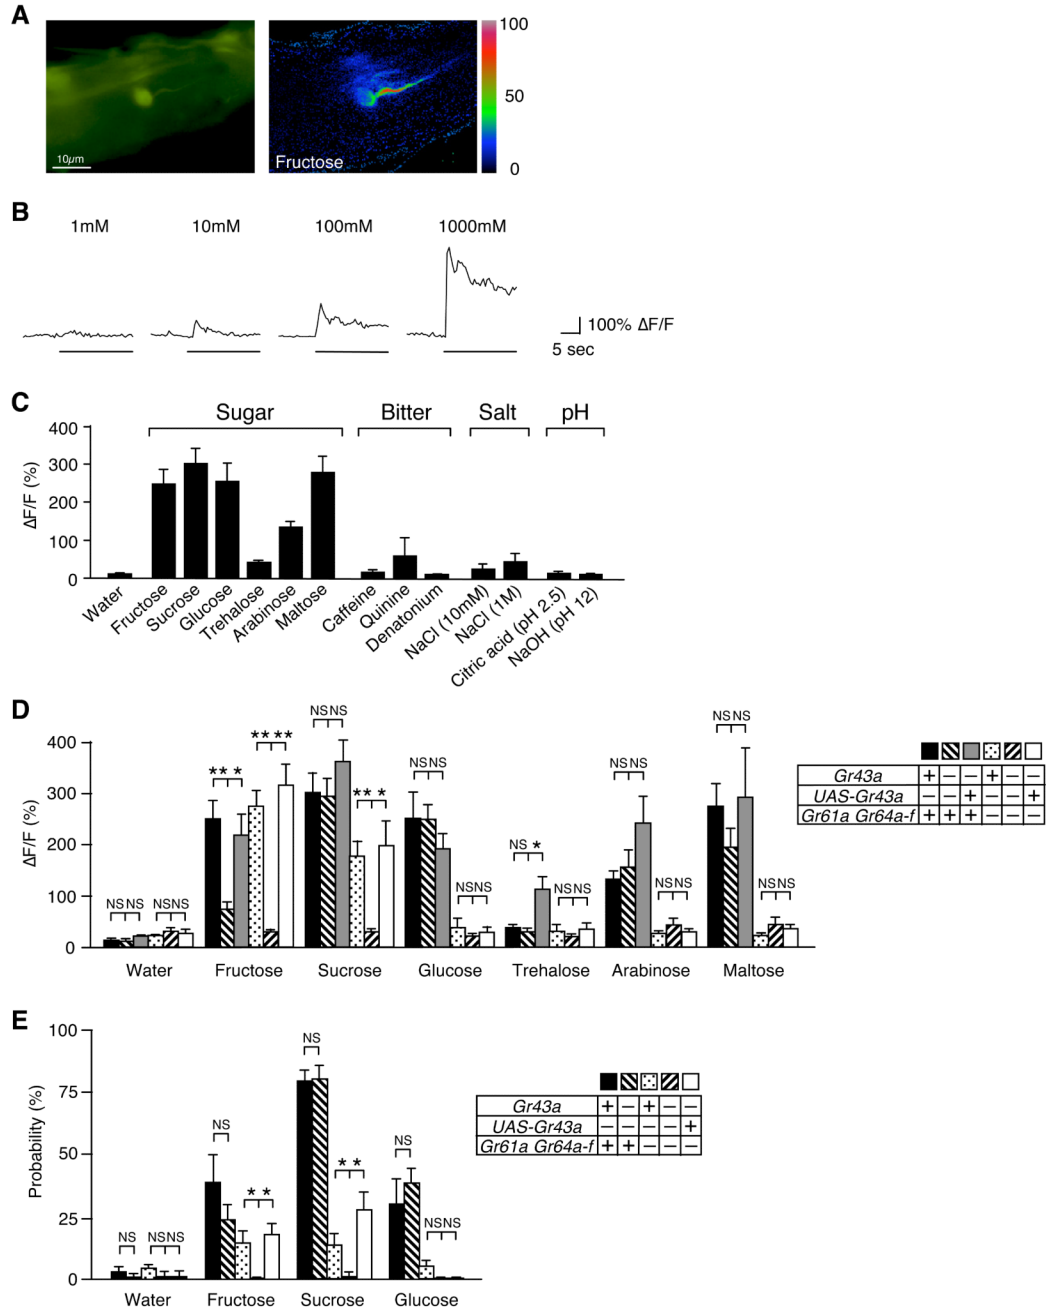 A
10µm
Fructose
100
50
0
B
1mM 10mM 100mM 1000mM
100% ΔF/F
5 sec
C
Sugar Bitter Salt pH
ΔF/F (%)
400
300
200
100
0
Water Fructose Sucrose Glucose Trehalose Arabinose Maltose Caffeine Quinine Denatonium NaCl (10mM) NaCl (1M) Citric acid (pH 2.5) NaOH (pH 12)
D
ΔF/F (%)
400
300
200
100
0
NS NS NS NS
** * ** **
NS NS ** *
NS NS NS NS
NS * NS NS
NS NS NS NS
NS NS NS NS
Water Fructose Sucrose Glucose Trehalose Arabinose Maltose
Gr43a + − − + − −
UAS-Gr43a − − + − − +
Gr61a Gr64a-f + + + − − −
E
Probability (%)
100
75
50
25
0
NS NS NS
NS * *
NS * *
NS NS NS
Water Fructose Sucrose Glucose
Gr43a + − + − −
UAS-Gr43a − − − − +
Gr61a Gr64a-f + + − − −